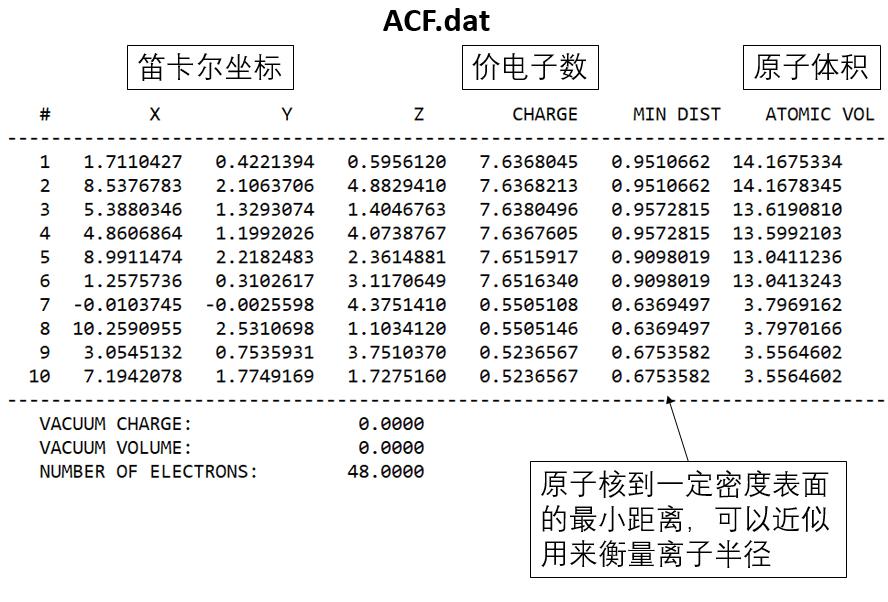 ACF.dat
笛卡尔坐标 价电子数 原子体积
# X Y Z CHARGE MIN DIST ATOMIC VOL
--------------------------------------------------------------------------------
1 1.7110427 0.4221394 0.5956120 7.6368045 0.9510662 14.1675334
2 8.5376783 2.1063706 4.8829410 7.6368213 0.9510662 14.1678345
3 5.3880346 1.3293074 1.4046763 7.6380496 0.9572815 13.6190810
4 4.8606864 1.1992026 4.0738767 7.6367605 0.9572815 13.5992103
5 8.9911474 2.2182483 2.3614881 7.6515917 0.9098019 13.0411236
6 1.2575736 0.3102617 3.1170649 7.6516340 0.9098019 13.0413243
7 -0.0103745 -0.0025598 4.3751410 0.5505108 0.6369497 3.7969162
8 10.2590955 2.5310698 1.1034120 0.5505146 0.6369497 3.7970166
9 3.0545132 0.7535931 3.7510370 0.5236567 0.6753582 3.5564602
10 7.1942078 1.7749169 1.7275160 0.5236567 0.6753582 3.5564602
--------------------------------------------------------------------------------
VACUUM CHARGE: 0.0000
VACUUM VOLUME: 0.0000
NUMBER OF ELECTRONS: 48.0000
原子核到一定密度表面
的最小距离，可以近似
用来衡量离子半径